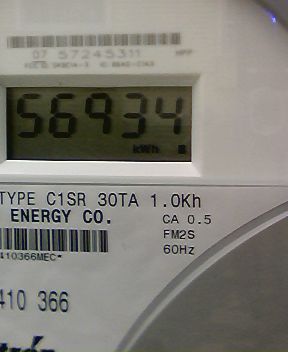 07 57245311
56934
kWh
TYPE C1SR 30TA 1.0Kh
ENERGY CO.
CA 0.5
FM2S
410366MEC*
60Hz
410 366